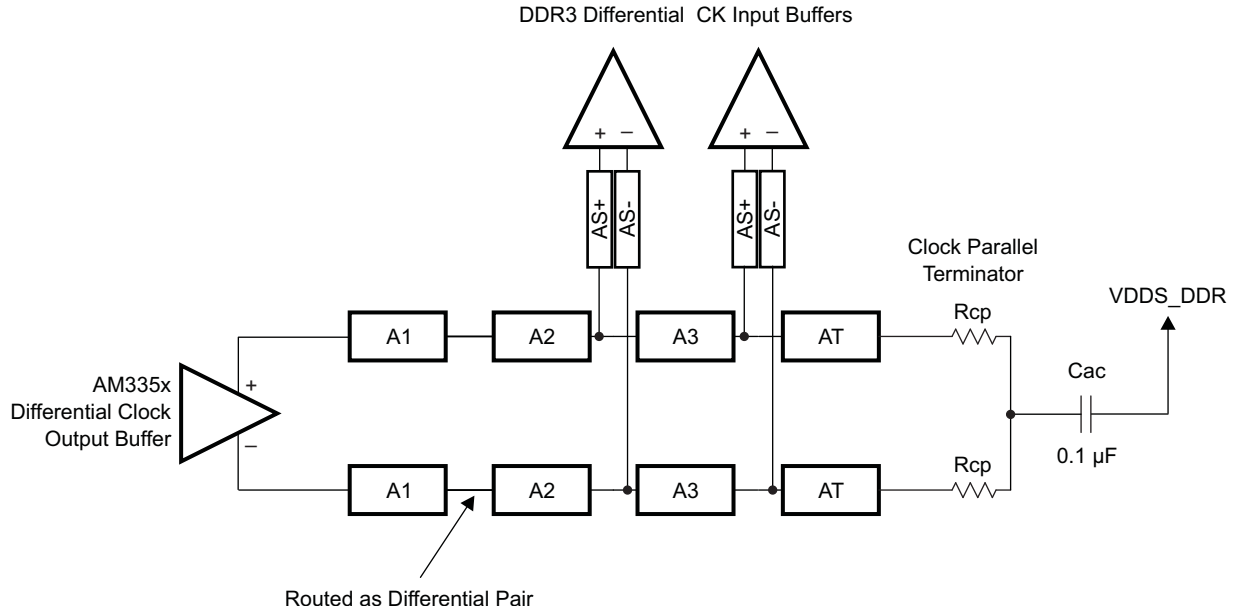 DDR3 Differential CK Input Buffers
+ –
+ –
AS+
AS-
AS+
AS-
Clock Parallel
Terminator
VDDS_DDR
A1
A2
A3
AT
Rcp
AM335x
Differential Clock
Output Buffer
+
–
Cac
0.1 µF
Rcp
A1
A2
A3
AT
Routed as Differential Pair